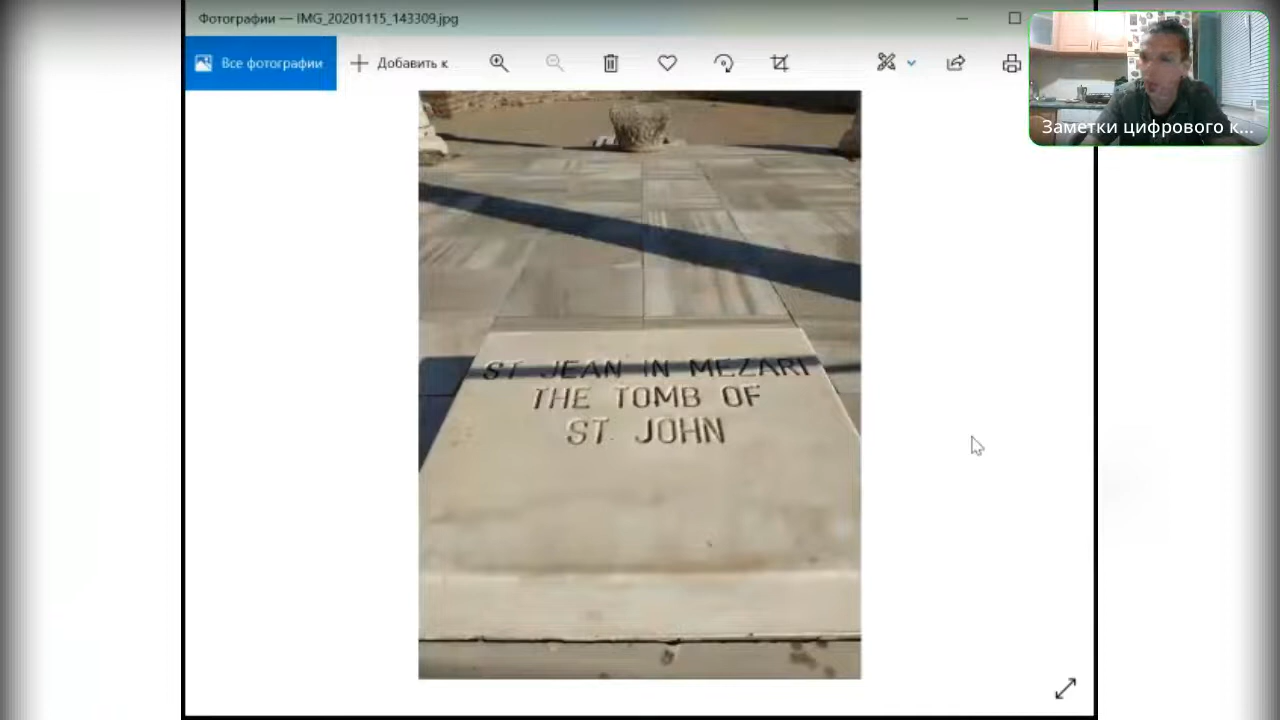 Фотографии — IMG_20201115_143309.jpg
Все фотографии
Добавить к
Заметки цифрового к...
ST JEAN IN MEZARI
THE TOMB OF
ST. JOHN